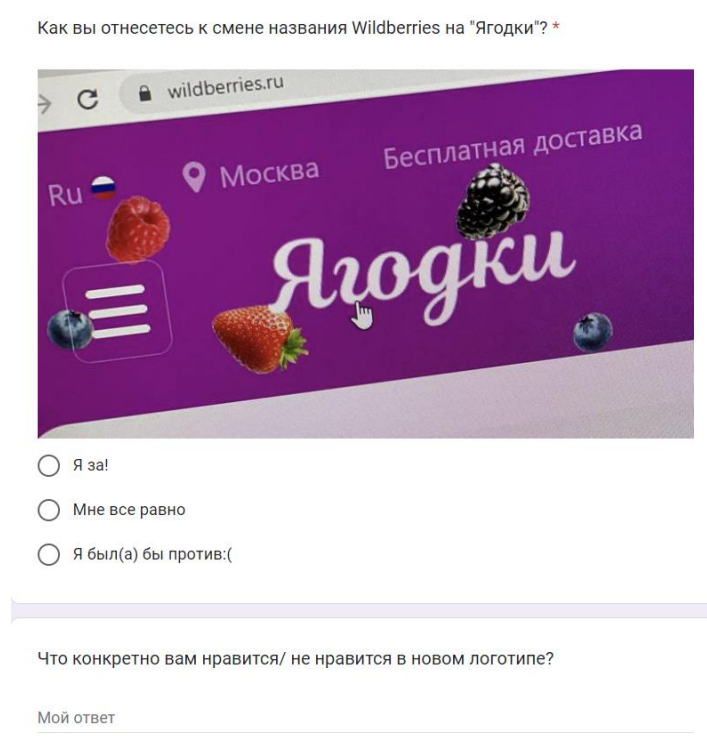 Как вы отнесетесь к смене названия Wildberries на "Ягодки"? *
wildberries.ru
Ru
Москва
Бесплатная доставка
Ягодки
Я за!
Мне все равно
Я был(а) бы против:(
Что конкретно вам нравится/ не нравится в новом логотипе?
Мой ответ